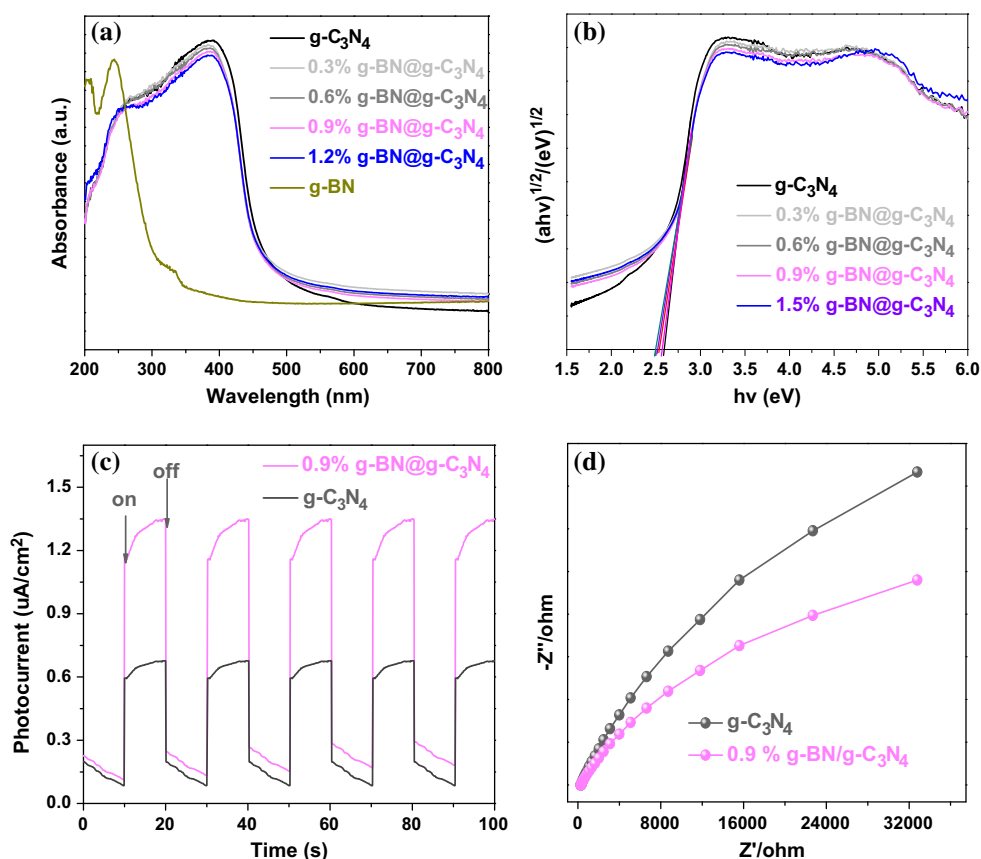 (a)
g-C₃N₄
0.3% g-BN@g-C₃N₄
0.6% g-BN@g-C₃N₄
0.9% g-BN@g-C₃N₄
1.2% g-BN@g-C₃N₄
g-BN
Absorbance (a.u.)
200 300 400 500 600 700 800
Wavelength (nm)
(b)
g-C₃N₄
0.3% g-BN@g-C₃N₄
0.6% g-BN@g-C₃N₄
0.9% g-BN@g-C₃N₄
1.5% g-BN@g-C₃N₄
(ahv)¹/²/(eV)¹/²
1.5 2.0 2.5 3.0 3.5 4.0 4.5 5.0 5.5 6.0
hv (eV)
(c)
0.9% g-BN@g-C₃N₄
g-C₃N₄
on
off
Photocurrent (uA/cm²)
1.5
1.2
0.9
0.6
0.3
0.0
0 20 40 60 80 100
Time (s)
(d)
-Z''/ohm
g-C₃N₄
0.9 % g-BN/g-C₃N₄
0 8000 16000 24000 32000
Z'/ohm